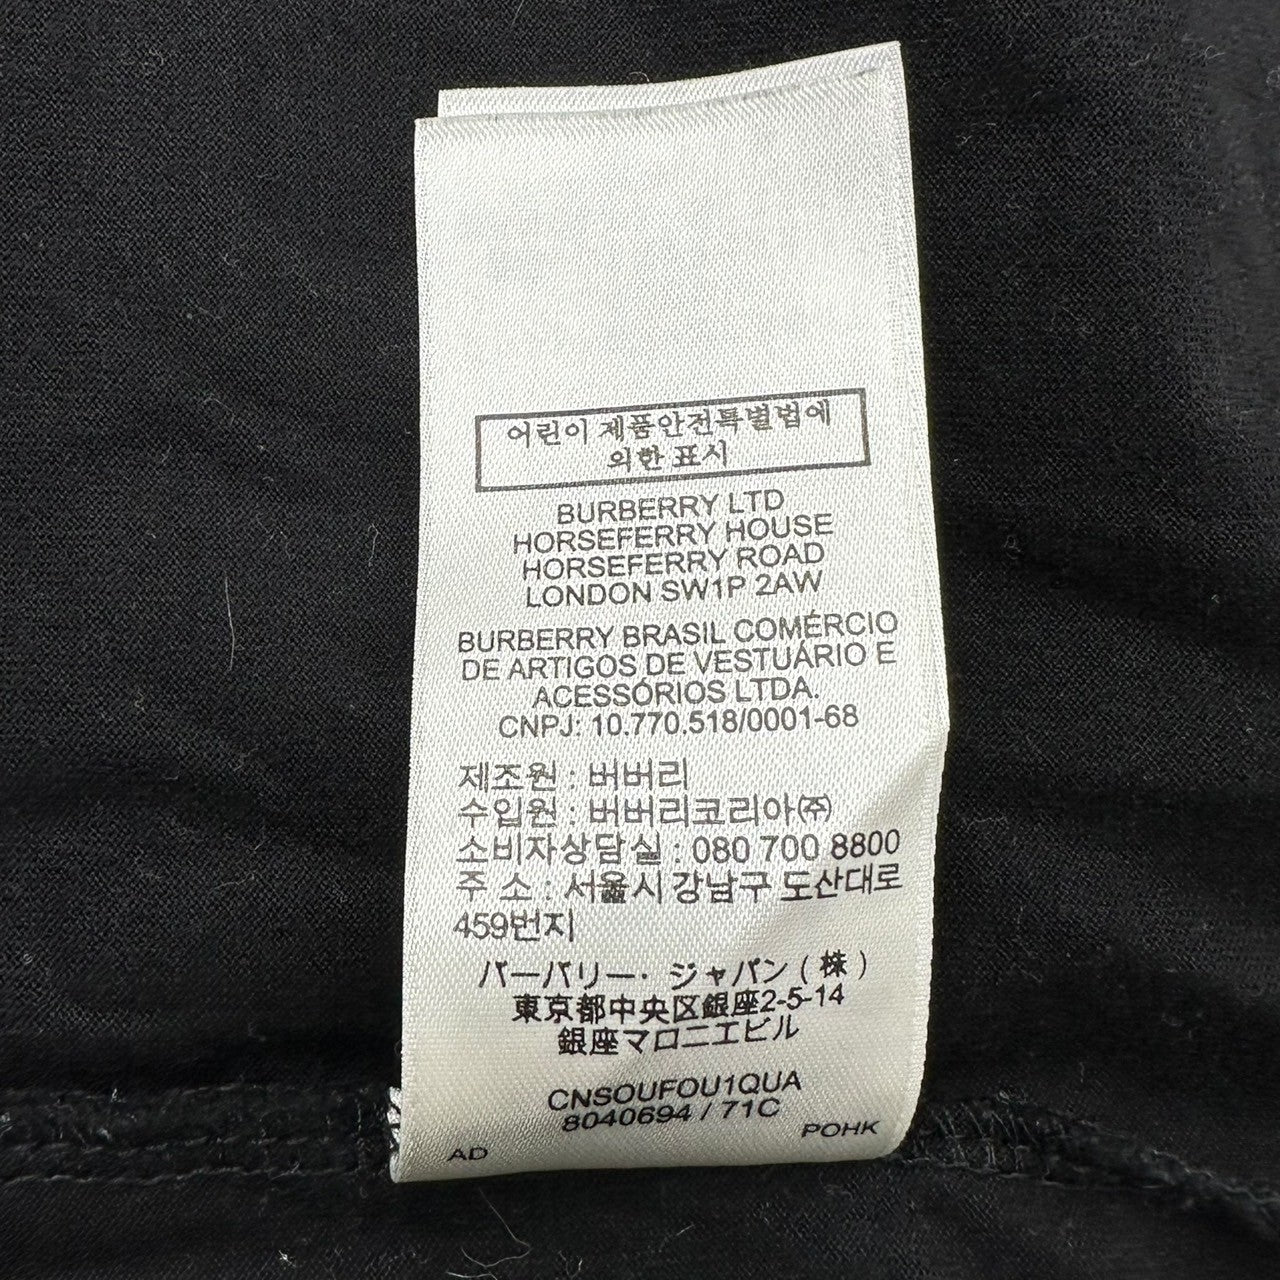 어린이 제품안전특별법에
의한 표시
BURBERRY LTD
HORSEFERRY HOUSE
HORSEFERRY ROAD
LONDON SW1P 2AW
BURBERRY BRASIL COMÉRCIO
DE ARTIGOS DE VESTUÁRIO E
ACESSÓRIOS LTDA.
CNPJ: 10.770.518/0001-68
제조원 : 버버리
수입원 : 버버리코리아㈜
소비자상담실 : 080 700 8800
주 소 : 서울시 강남구 도산대로
459번지
バーバリー・ジャパン(株)
東京都中央区銀座2-5-14
銀座マロニエビル
CNSOUFOU1QUA
8040694 / 71C
AD POHK